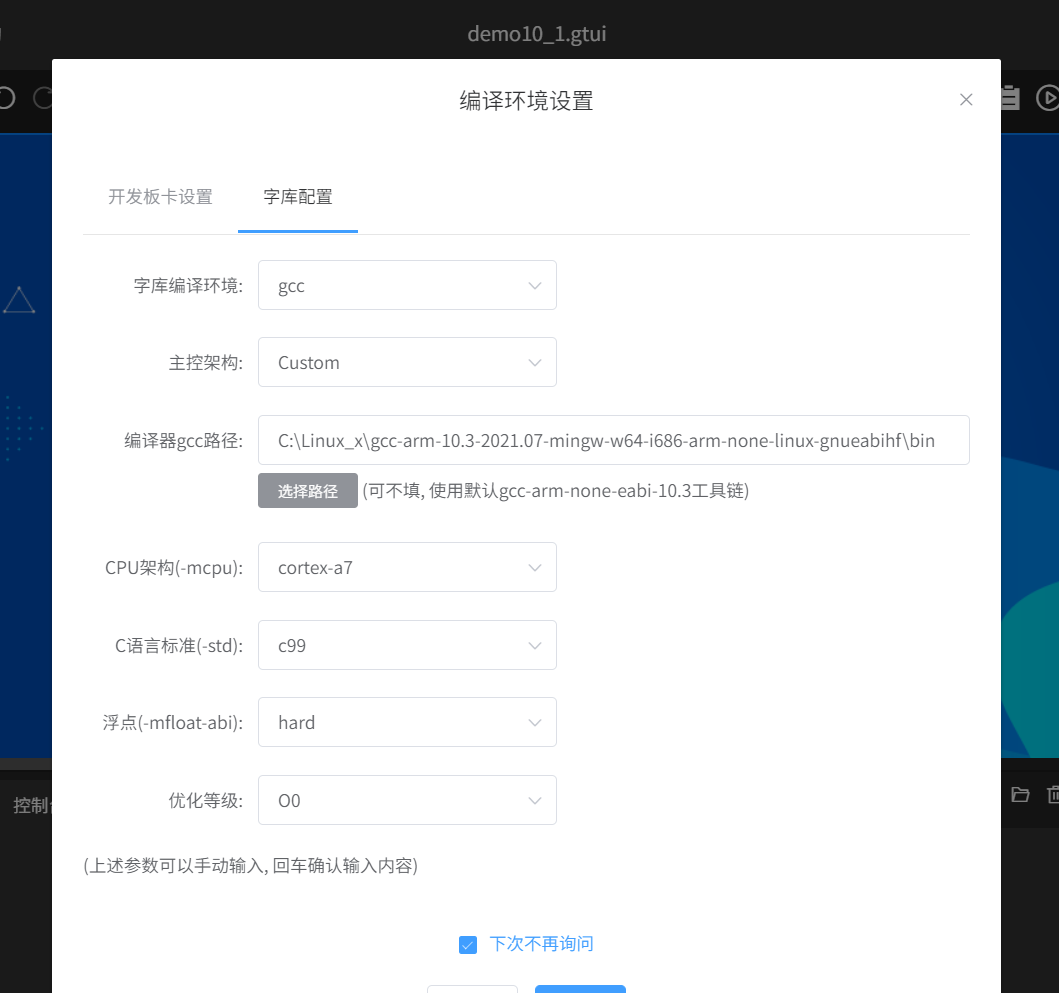 demo10_1.gtui
编译环境设置
开发板卡设置
字库配置
字库编译环境: gcc
主控架构: Custom
编译器gcc路径: C:\Linux_x\gcc-arm-10.3-2021.07-mingw-w64-i686-arm-none-linux-gnueabihf\bin
选择路径 (可不填, 使用默认gcc-arm-none-eabi-10.3工具链)
CPU架构(-mcpu): cortex-a7
C语言标准(-std): c99
浮点(-mfloat-abi): hard
优化等级: O0
控制
(上述参数可以手动输入, 回车确认输入内容)
下次不再询问